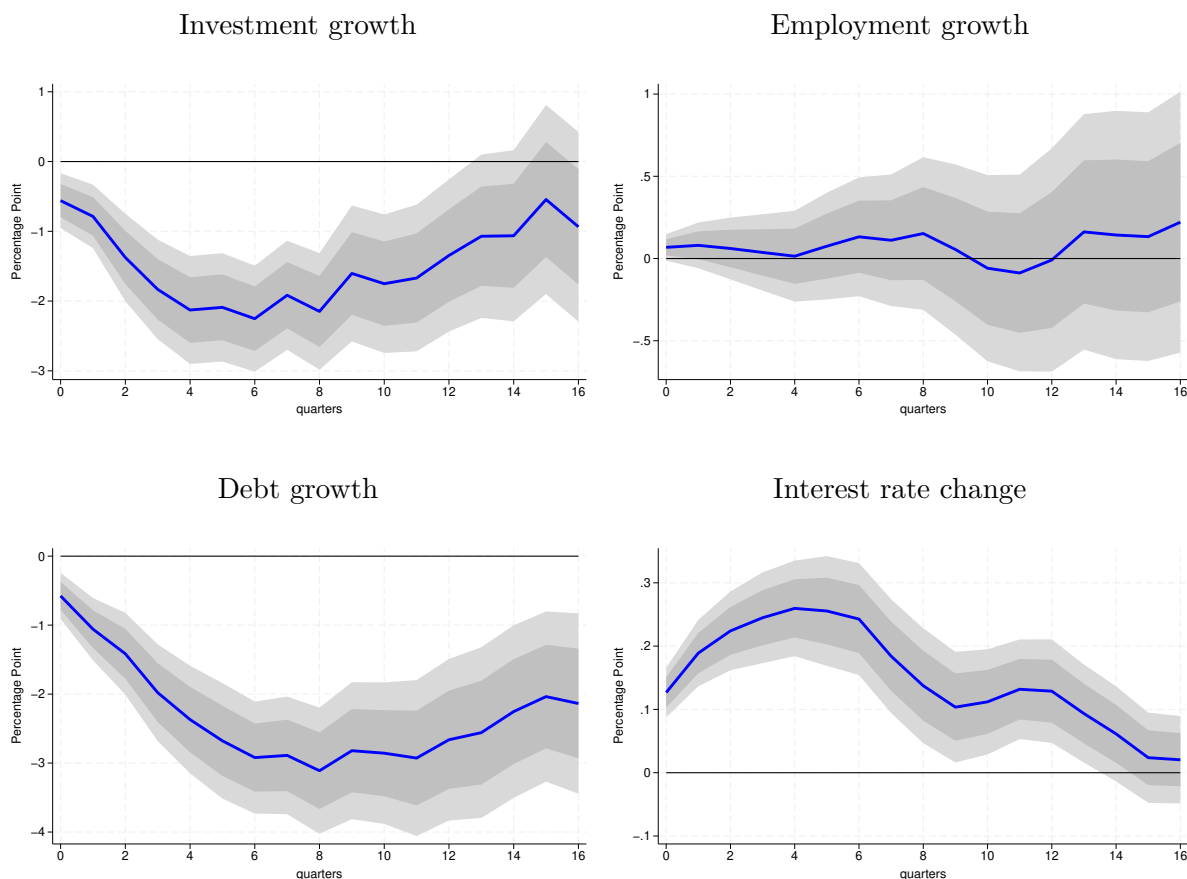 Investment growth
Employment growth
1
0
−1
−2
−3
Percentage Point
0 2 4 6 8 10 12 14 16
quarters
1
.5
0
−.5
Percentage Point
0 2 4 6 8 10 12 14 16
quarters
Debt growth
Interest rate change
0
−1
−2
−3
−4
Percentage Point
0 2 4 6 8 10 12 14 16
quarters
.3
.2
.1
0
−.1
Percentage Point
0 2 4 6 8 10 12 14 16
quarters